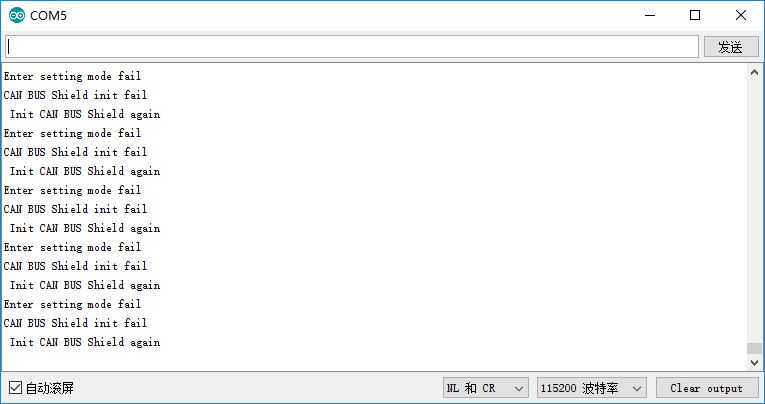 COM5
发送
Enter setting mode fail
CAN BUS Shield init fail
Init CAN BUS Shield again
Enter setting mode fail
CAN BUS Shield init fail
Init CAN BUS Shield again
Enter setting mode fail
CAN BUS Shield init fail
Init CAN BUS Shield again
Enter setting mode fail
CAN BUS Shield init fail
Init CAN BUS Shield again
Enter setting mode fail
CAN BUS Shield init fail
Init CAN BUS Shield again
自动滚屏 NL 和 CR 115200 波特率 Clear output